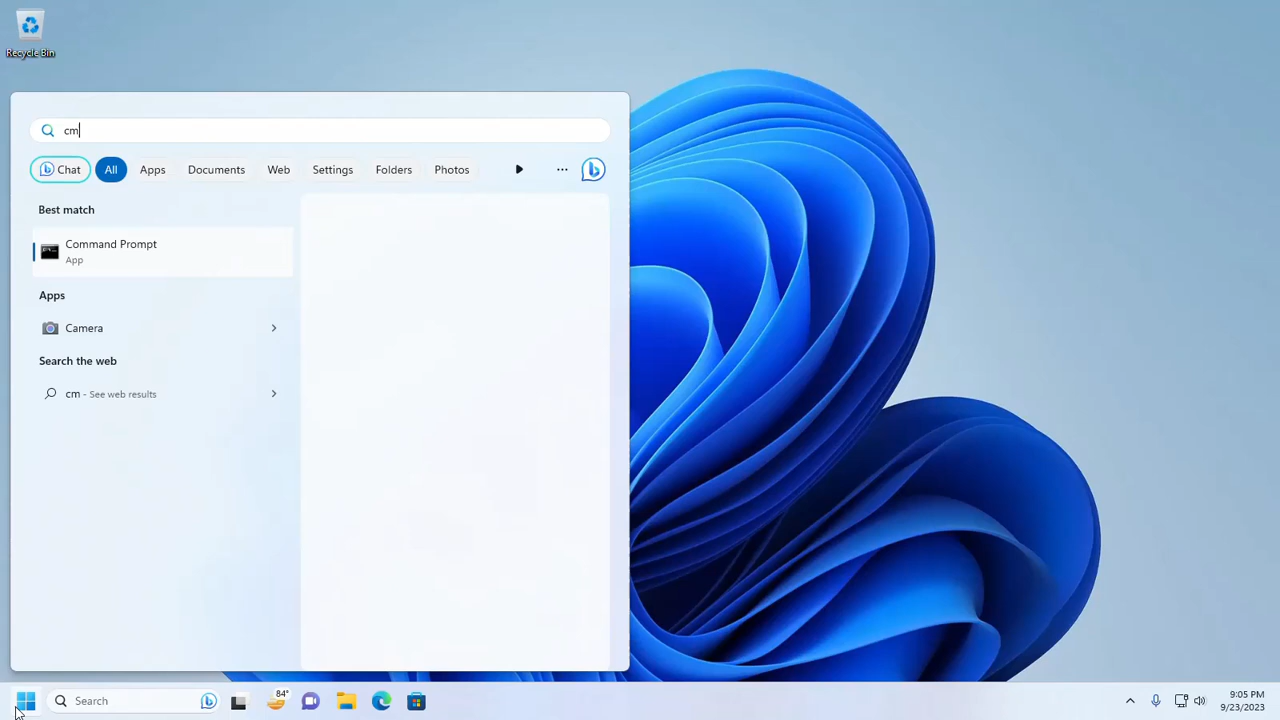 Recycle Bin
cm
Chat All Apps Documents Web Settings Folders Photos
Best match
Command Prompt
App
Apps
Camera
Search the web
cm - See web results
Search
84°
9:05 PM
9/23/2023